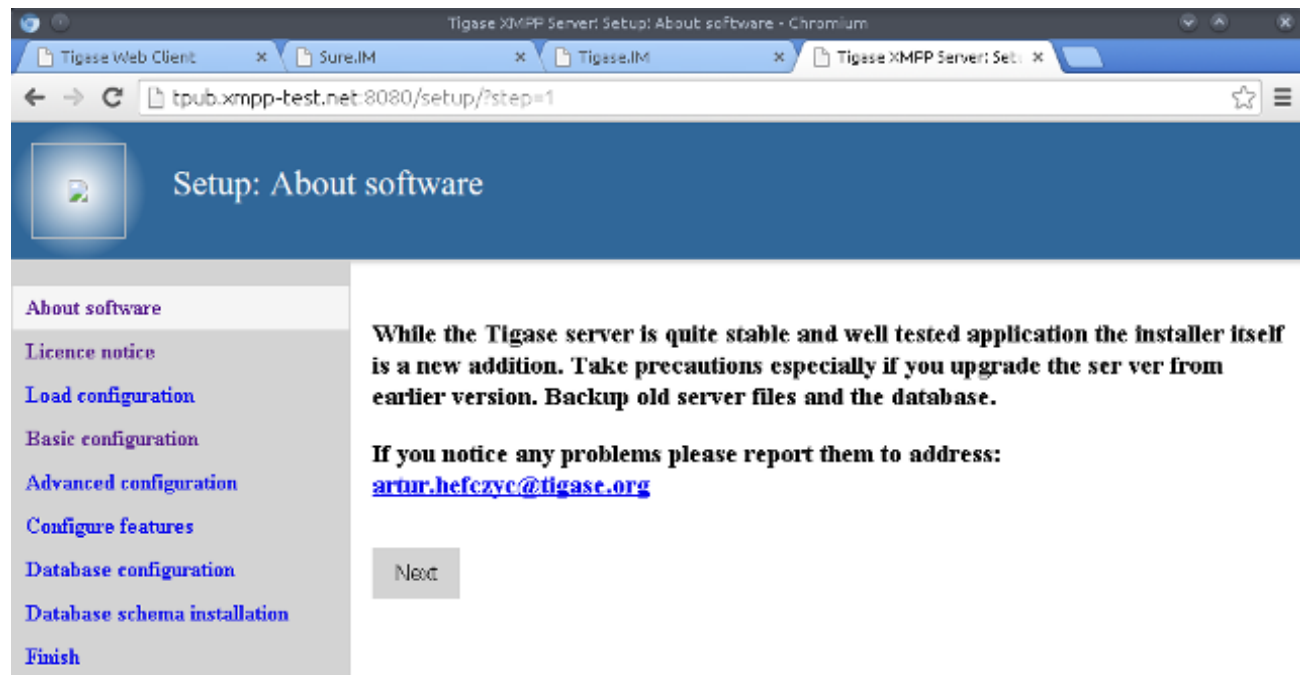 Tigase XMPP Server: Setup: About software - Chromium
Tigase Web Client
Sure.IM
Tigase.IM
Tigase XMPP Server: Set
tpub.xmpp-test.net:8080/setup/?step=1
Setup: About software
About software
Licence notice
Load configuration
Basic configuration
Advanced configuration
Configure features
Database configuration
Database schema installation
Finish
While the Tigase server is quite stable and well tested application the installer itself
is a new addition. Take precautions especially if you upgrade the ser ver from
earlier version. Backup old server files and the database.
If you notice any problems please report them to address:
artur.hefczyc@tigase.org
Next